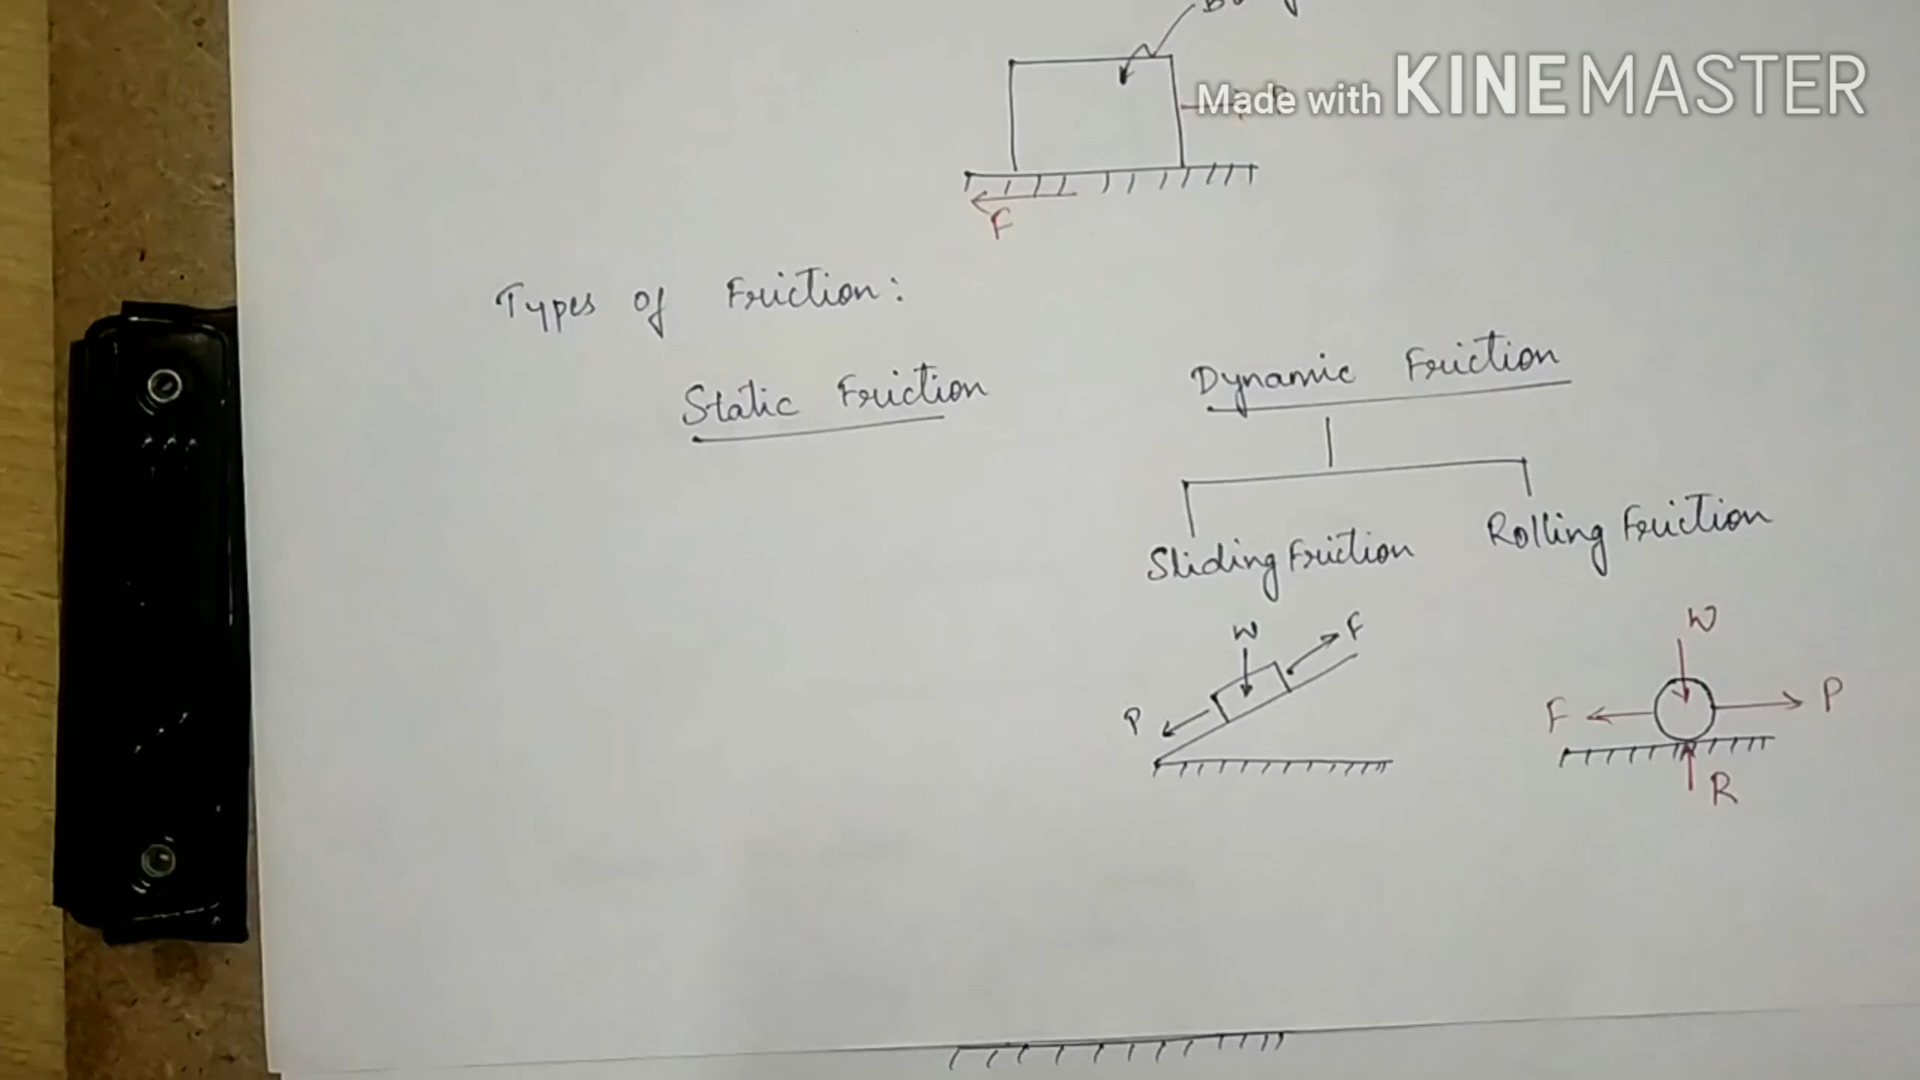 Made with KINEMASTER
F
Types of Friction:
Static Friction
Dynamic Friction
Sliding Friction
Rolling Friction
W
F
P
W
F
P
R